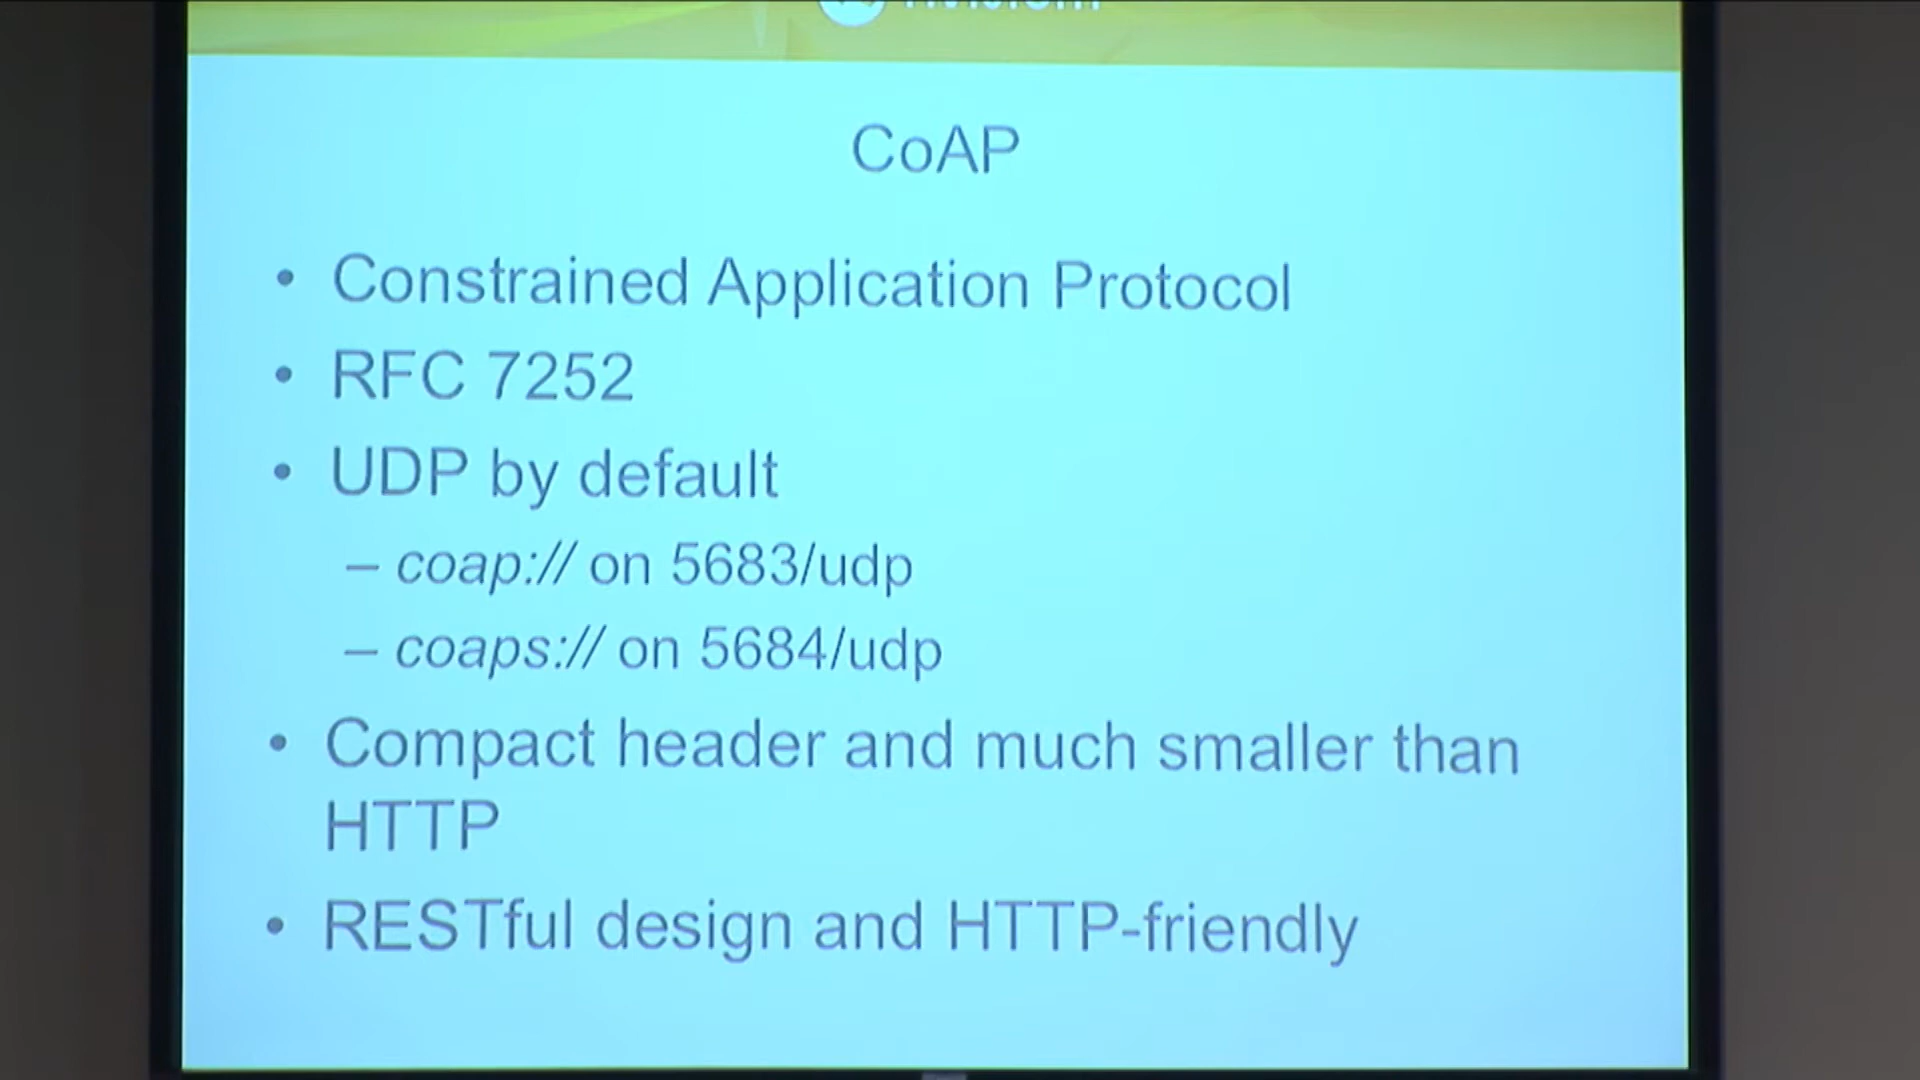 CoAP
• Constrained Application Protocol
• RFC 7252
• UDP by default
– coap:// on 5683/udp
– coaps:// on 5684/udp
• Compact header and much smaller than
HTTP
• RESTful design and HTTP-friendly